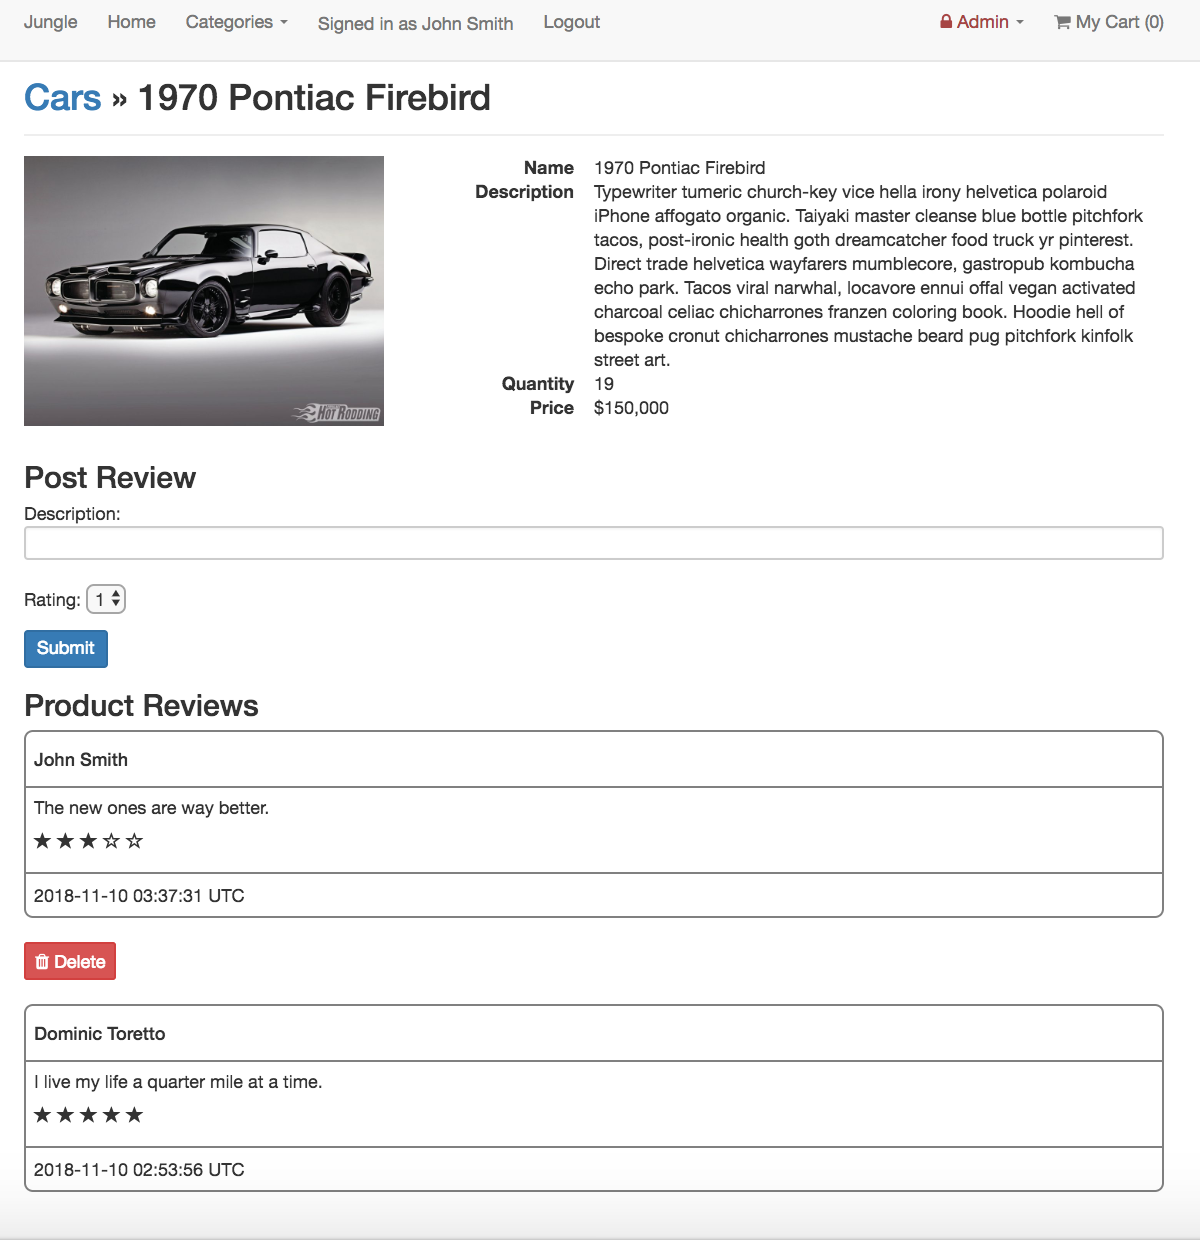 Jungle Home Categories Signed in as John Smith Logout Admin My Cart (0)
Cars » 1970 Pontiac Firebird
Name 1970 Pontiac Firebird
Description Typewriter tumeric church-key vice hella irony helvetica polaroid
iPhone affogato organic. Taiyaki master cleanse blue bottle pitchfork
tacos, post-ironic health goth dreamcatcher food truck yr pinterest.
Direct trade helvetica wayfarers mumblecore, gastropub kombucha
echo park. Tacos viral narwhal, locavore ennui offal vegan activated
charcoal celiac chicharrones franzen coloring book. Hoodie hell of
bespoke cronut chicharrones mustache beard pug pitchfork kinfolk
street art.
Quantity 19
Price $150,000
HOT RODDING
Post Review
Description:
Rating: 1
Submit
Product Reviews
John Smith
The new ones are way better.
★ ★ ★ ☆ ☆
2018-11-10 03:37:31 UTC
Delete
Dominic Toretto
I live my life a quarter mile at a time.
★ ★ ★ ★ ★
2018-11-10 02:53:56 UTC